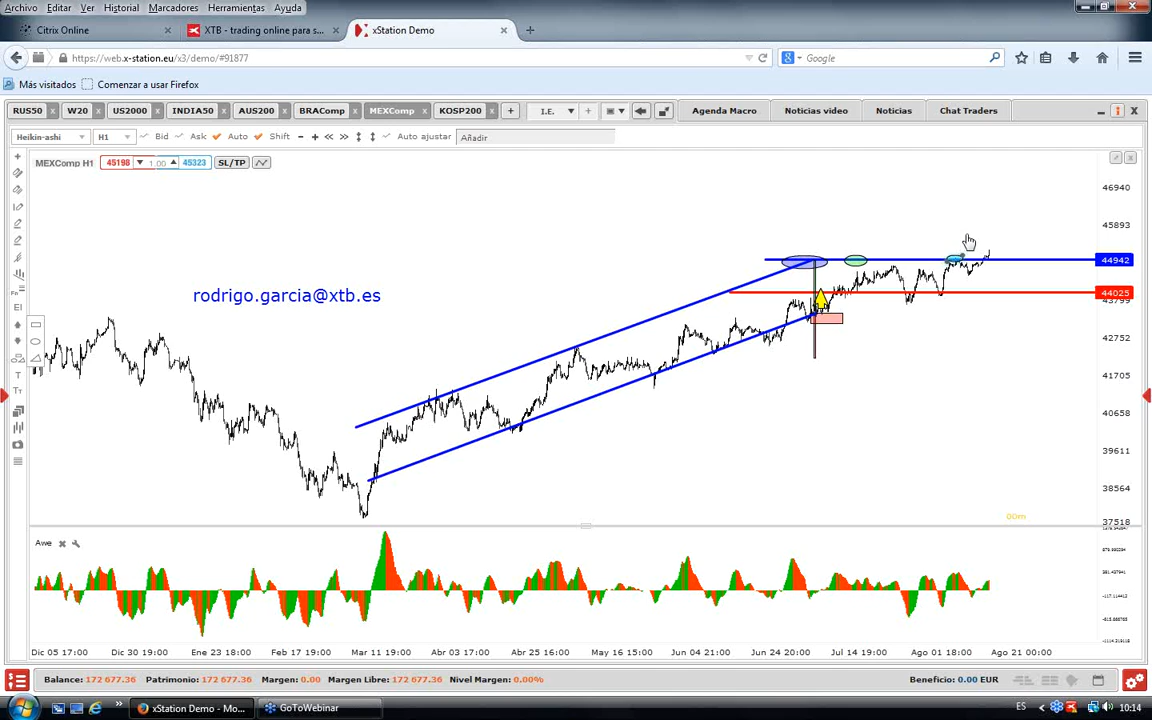 Archivo Editar Ver Historial Marcadores Herramientas Ayuda
Citrix Online × XTB - trading online para s... × xStation Demo × +
https://web.x-station.eu/x3/demo/#91877 Google
Más visitados Comenzar a usar Firefox
RUS50 x W20 x US2000 x INDIA50 x AUS200 x BRAComp x MEXComp x KOSP200 x + I.E. Agenda Macro Noticias video Noticias Chat Traders
Heikin-ashi H1 Bid Ask Auto Shift Auto ajustar Añadir
MEXComp H1 45198 1.00 45323 SL/TP
46940
45893
44942
44025
43799
42752
41705
40658
39611
38564
37518
rodrigo.garcia@xtb.es
00m
Awe
Dic 05 17:00 Dic 30 19:00 Ene 23 18:00 Feb 17 19:00 Mar 11 19:00 Abr 03 17:00 Abr 25 16:00 May 16 15:00 Jun 04 21:00 Jun 24 20:00 Jul 14 19:00 Ago 01 18:00 Ago 21 00:00
Balance: 172 677.36 Patrimonio: 172 677.36 Margen: 0.00 Margen Libre: 172 677.36 Nivel Margen: 0.00% Beneficio: 0.00 EUR
xStation Demo - Mo... GoToWebinar ES 10:14